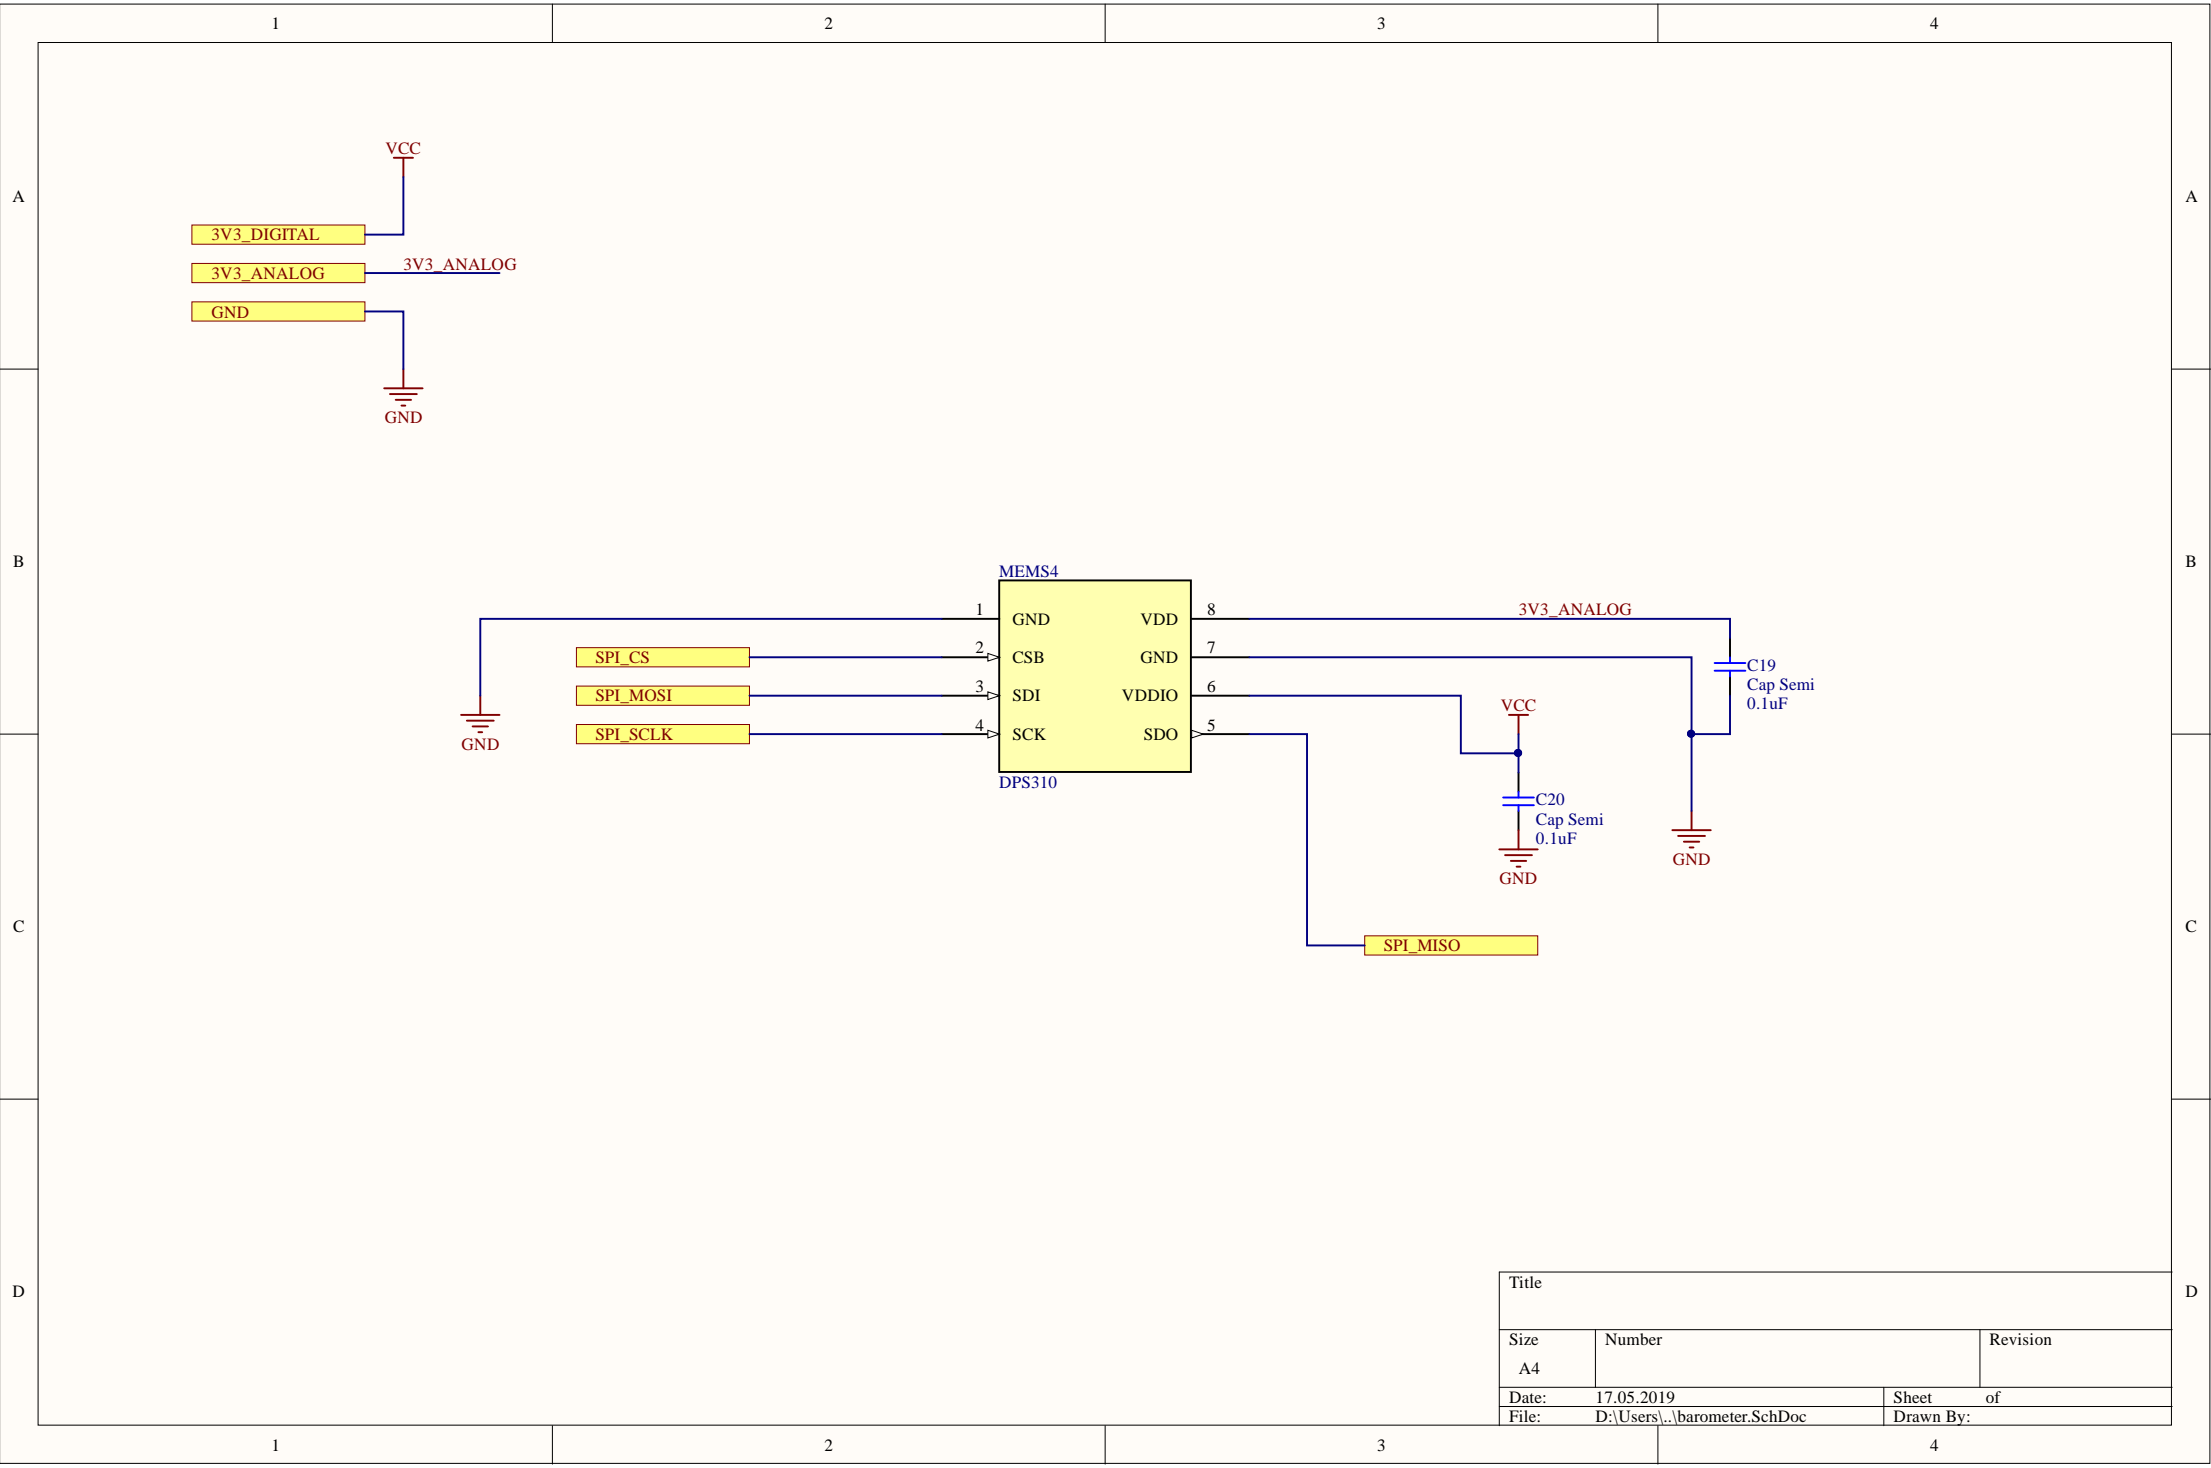 1 2 3 4
A A
VCC
3V3_DIGITAL
3V3_ANALOG 3V3_ANALOG
GND
GND
B B
MEMS4
1 GND VDD 8 3V3_ANALOG
SPI_CS 2 CSB GND 7
C19
Cap Semi
0.1uF
SPI_MOSI 3 SDI VDDIO 6
VCC
SPI_SCLK 4 SCK SDO 5
GND
DPS310
C20
Cap Semi
0.1uF
GND
GND
C C
SPI_MISO
D D
Title
Size Number Revision
A4
Date: 17.05.2019 Sheet of
File: D:\Users\..\barometer.SchDoc Drawn By:
1 2 3 4